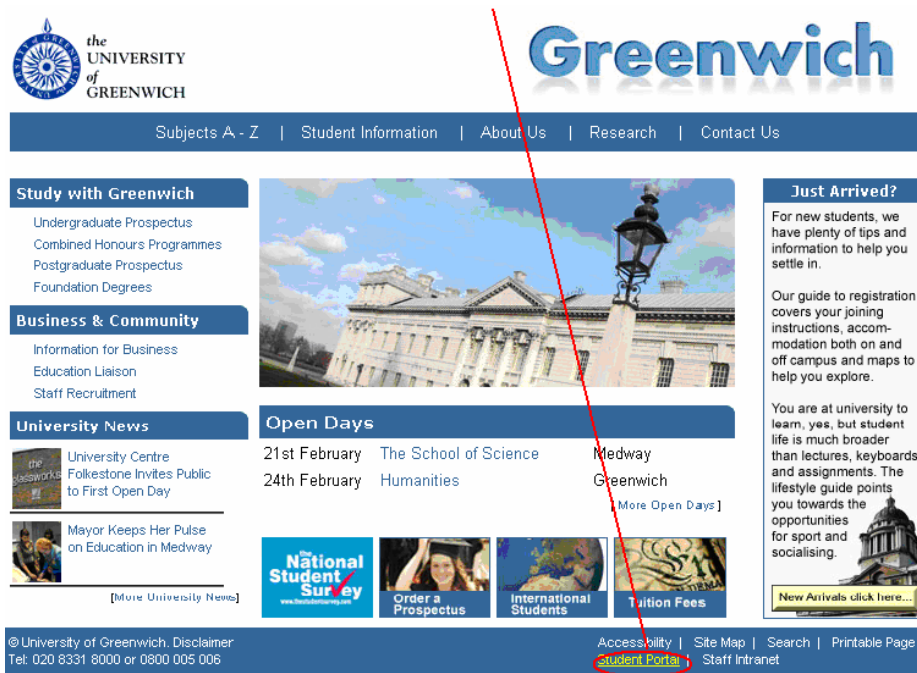 the
UNIVERSITY
of
GREENWICH
Greenwich
Subjects A - Z | Student Information | About Us | Research | Contact Us
Study with Greenwich
Undergraduate Prospectus
Combined Honours Programmes
Postgraduate Prospectus
Foundation Degrees
Business & Community
Information for Business
Education Liaison
Staff Recruitment
University News
the
glassworks
University Centre
Folkestone Invites Public
to First Open Day
Mayor Keeps Her Pulse
on Education in Medway
[More University News]
Open Days
21st February The School of Science Medway
24th February Humanities Greenwich
[More Open Days]
the
National
Student
Survey
www.thestudentsurvey.com
Order a
Prospectus
International
Students
Tuition Fees
Just Arrived?
For new students, we
have plenty of tips and
information to help you
settle in.
Our guide to registration
covers your joining
instructions, accom-
modation both on and
off campus and maps to
help you explore.
You are at university to
learn, yes, but student
life is much broader
than lectures, keyboards
and assignments. The
lifestyle guide points
you towards the
opportunities
for sport and
socialising.
New Arrivals click here...
© University of Greenwich. Disclaimer
Tel: 020 8331 8000 or 0800 005 006
Accessibility | Site Map | Search | Printable Page
Student Portal | Staff Intranet